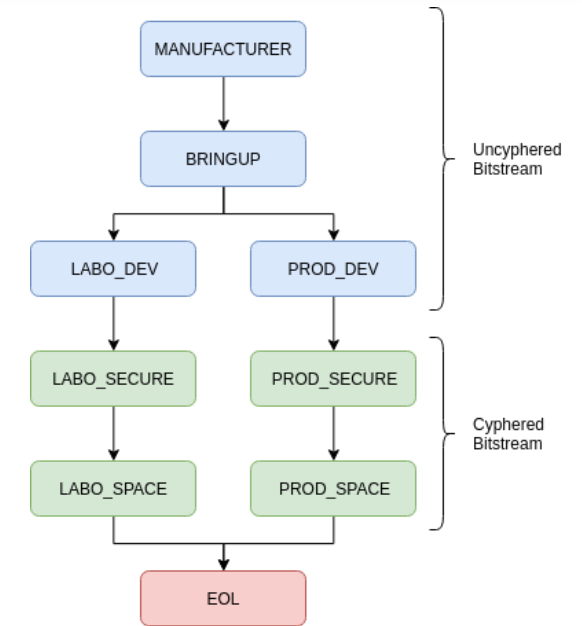 MANUFACTURER
BRINGUP
Uncyphered
Bitstream
LABO_DEV
PROD_DEV
LABO_SECURE
PROD_SECURE
Cyphered
Bitstream
LABO_SPACE
PROD_SPACE
EOL